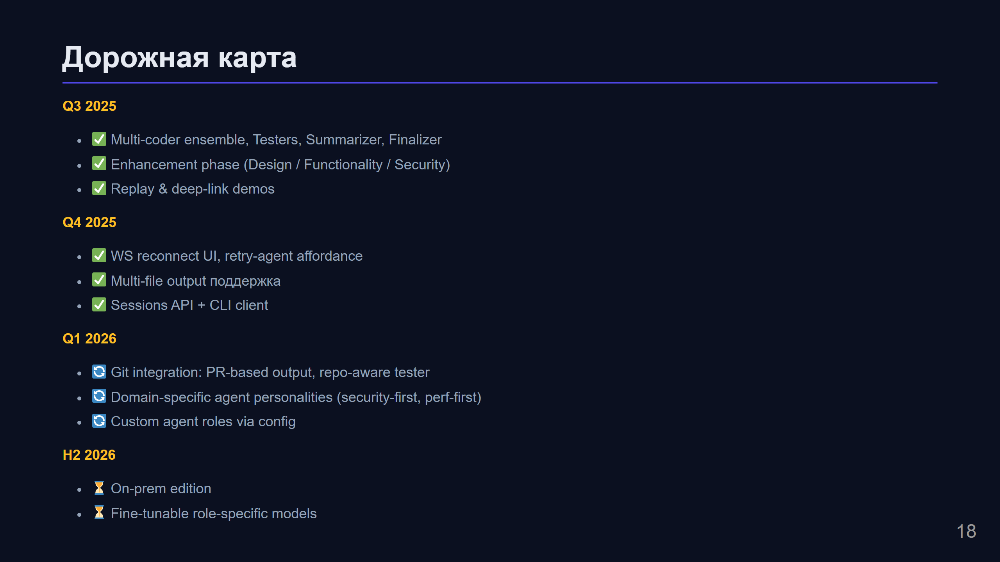 Дорожная карта
Q3 2025
• ✅ Multi-coder ensemble, Testers, Summarizer, Finalizer
• ✅ Enhancement phase (Design / Functionality / Security)
• ✅ Replay & deep-link demos
Q4 2025
• ✅ WS reconnect UI, retry-agent affordance
• ✅ Multi-file output поддержка
• ✅ Sessions API + CLI client
Q1 2026
• 🔄 Git integration: PR-based output, repo-aware tester
• 🔄 Domain-specific agent personalities (security-first, perf-first)
• 🔄 Custom agent roles via config
H2 2026
• ⏳ On-prem edition
• ⏳ Fine-tunable role-specific models
18